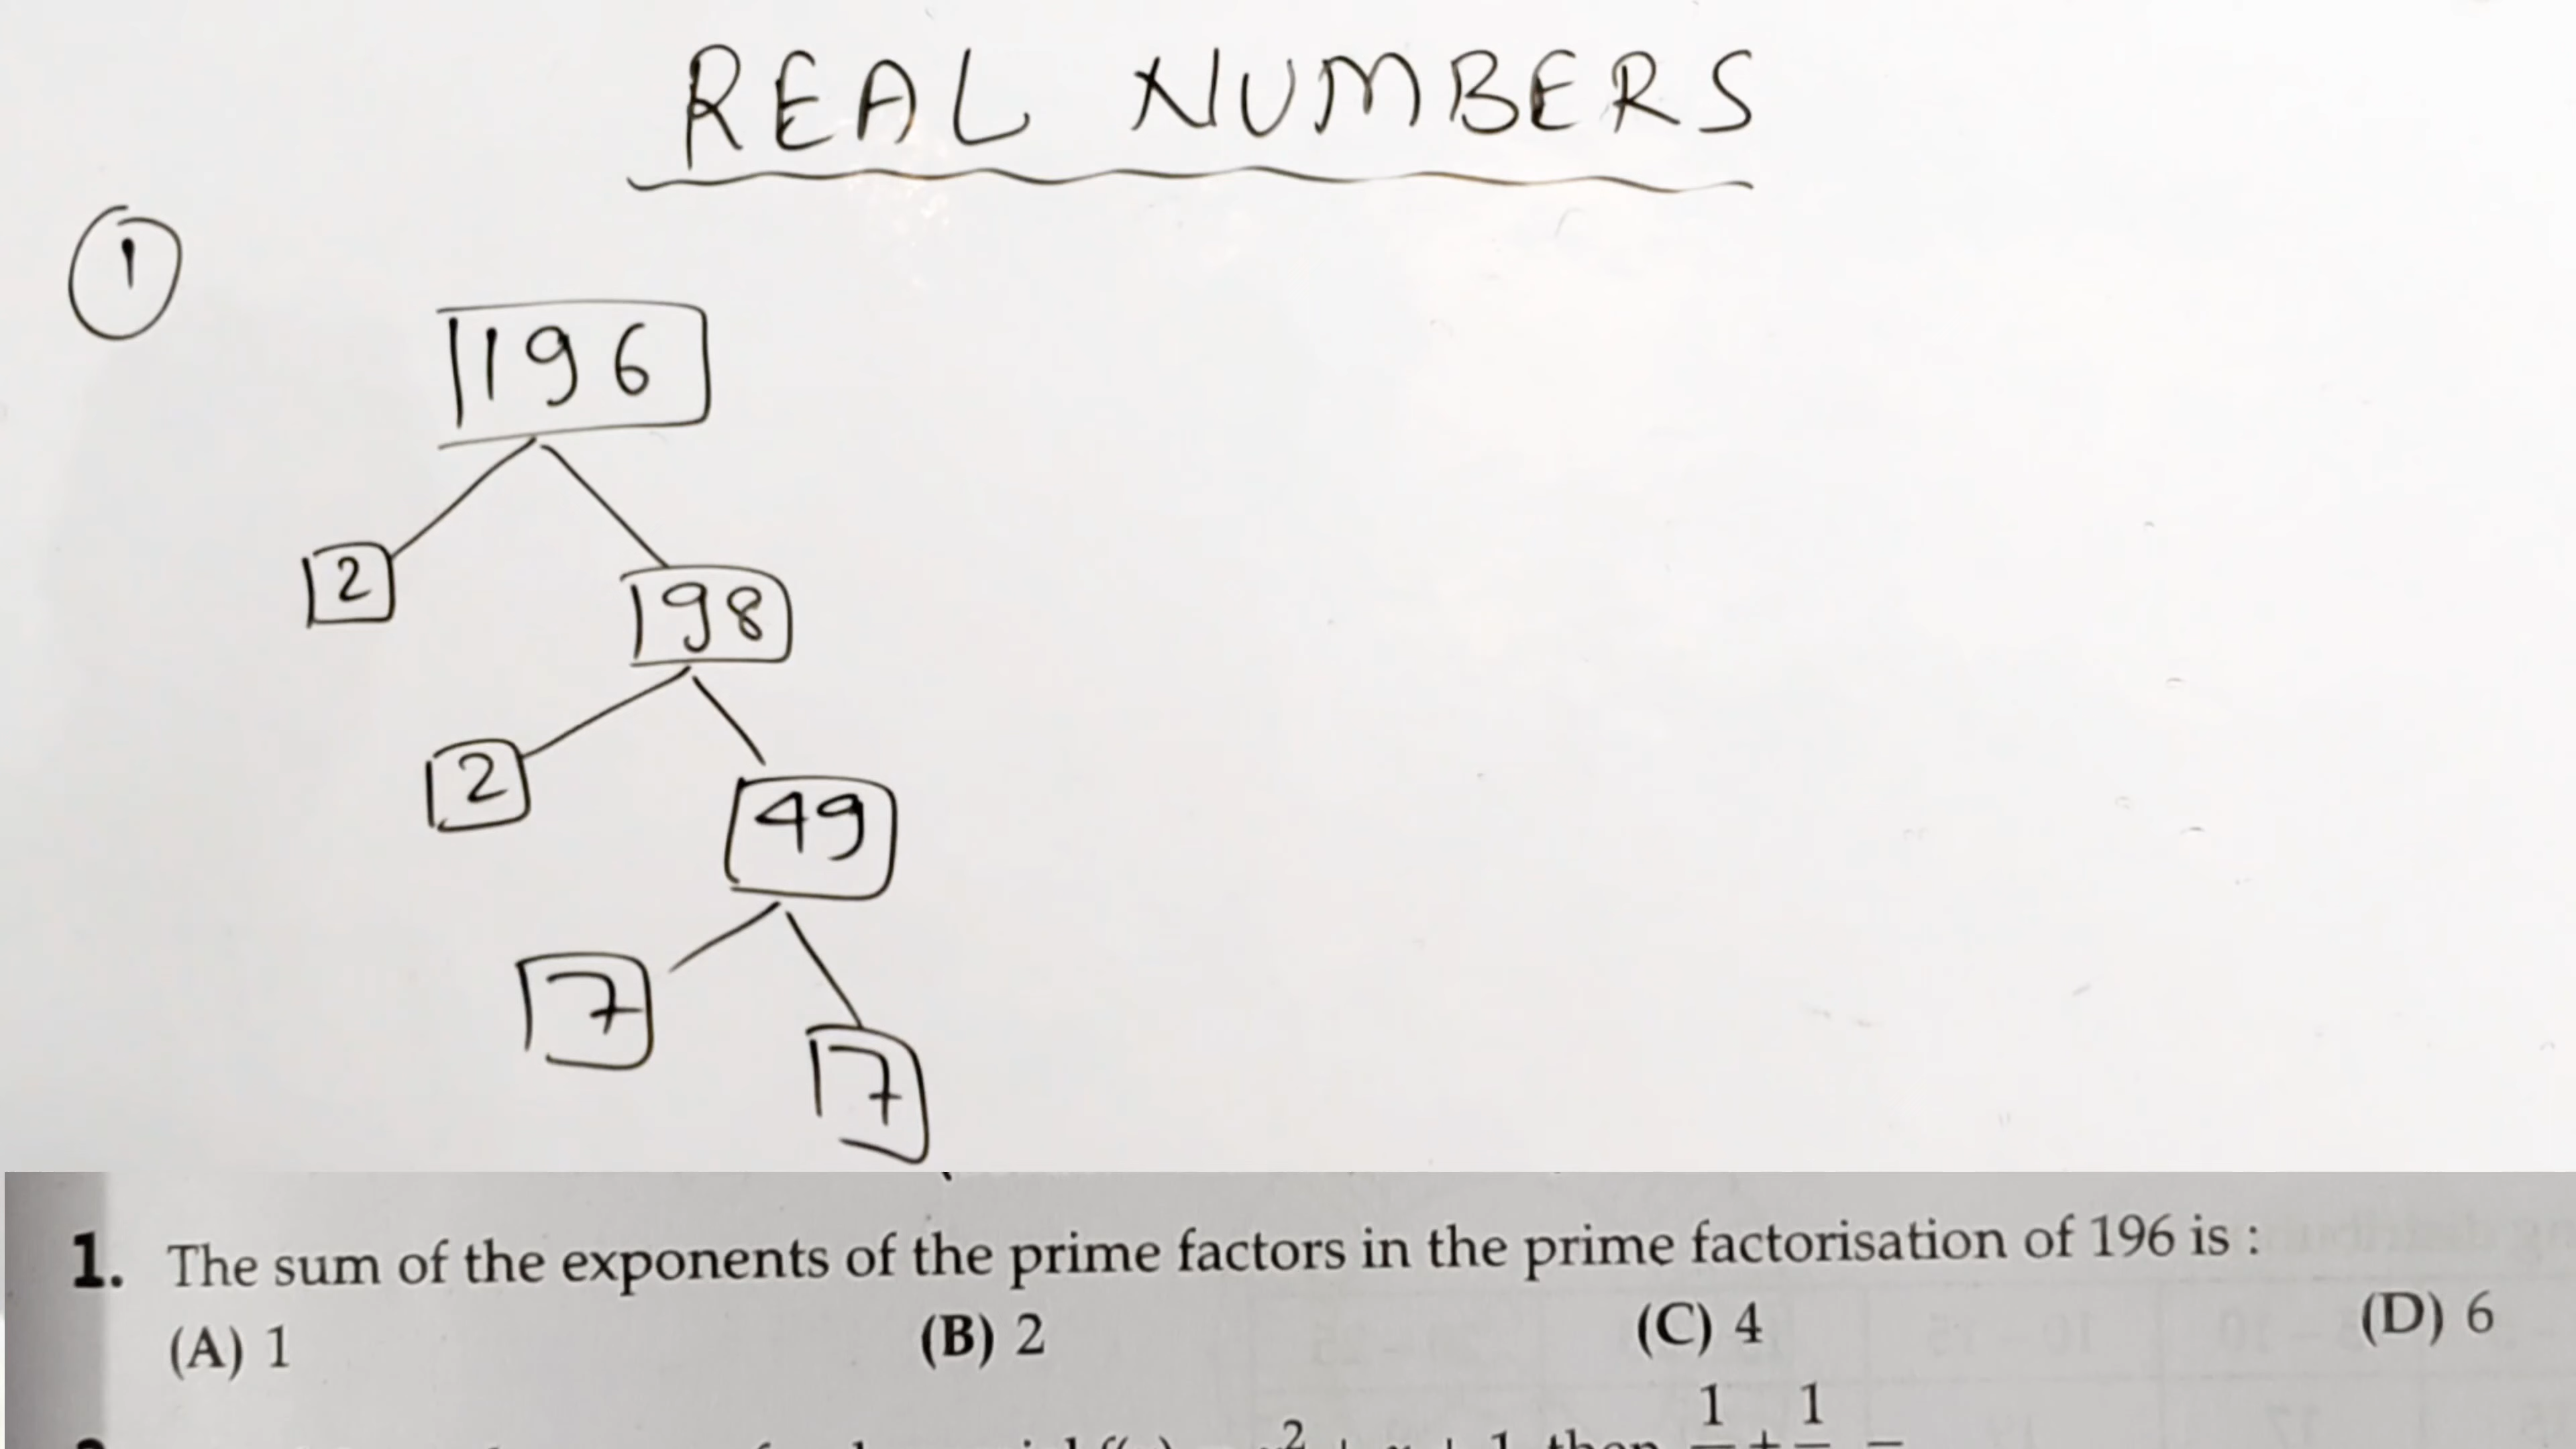 REAL NUMBERS
1
196
2
98
2
49
7
7
1. The sum of the exponents of the prime factors in the prime factorisation of 196 is :
(A) 1 (B) 2 (C) 4 (D) 6